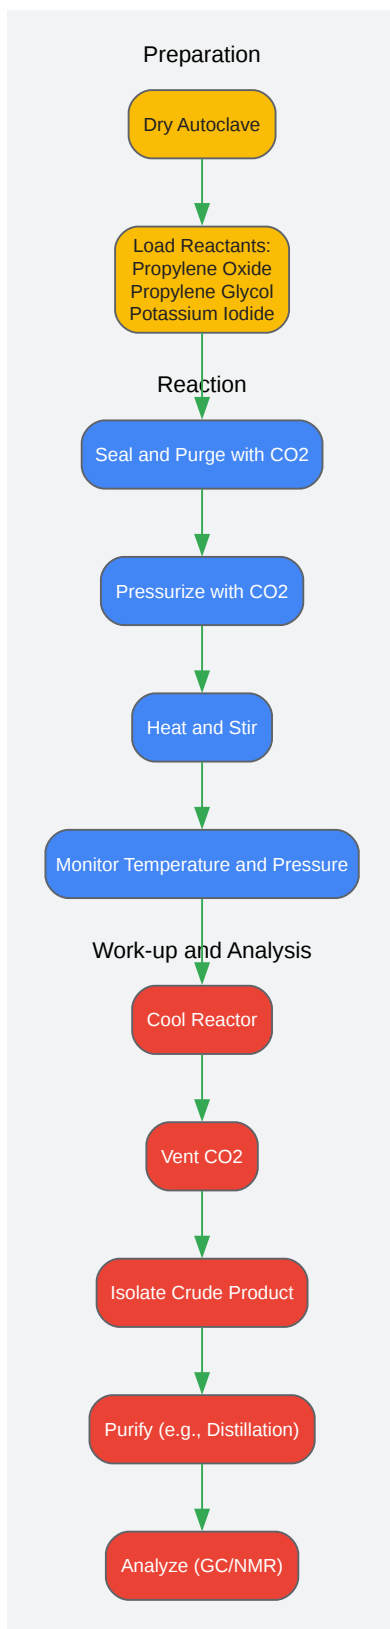 Preparation
Dry Autoclave
Load Reactants:
Propylene Oxide
Propylene Glycol
Potassium Iodide
Reaction
Seal and Purge with CO2
Pressurize with CO2
Heat and Stir
Monitor Temperature and Pressure
Work-up and Analysis
Cool Reactor
Vent CO2
Isolate Crude Product
Purify (e.g., Distillation)
Analyze (GC/NMR)